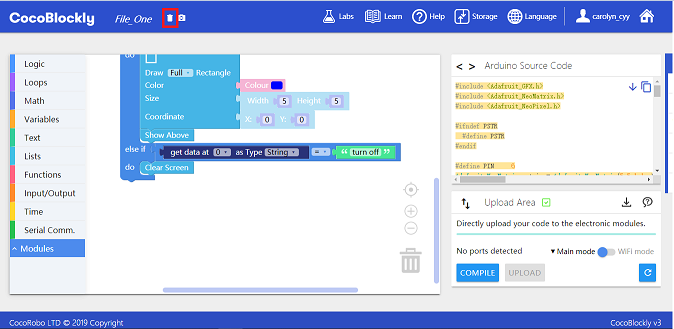 CocoBlockly File_One Labs Learn Help Storage Language carolyn_cyy
Logic
Loops
Math
Variables
Text
Lists
Functions
Input/Output
Time
Serial Comm.
Modules
do
Draw Full Rectangle
Color Colour
Size Width 5 Height 5
Coordinate X: 0 Y: 0
Show Above
else if get data at 0 as Type String = “ turn off ”
do Clear Screen
< > Arduino Source Code
#include <Adafruit_GFX.h>
#include <Adafruit_NeoMatrix.h>
#include <Adafruit_NeoPixel.h>
#ifndef PSTR
#define PSTR
#endif
#define PIN 6
Upload Area
Directly upload your code to the electronic modules.
No ports detected Main mode WiFi mode
COMPILE UPLOAD
CocoRobo LTD © 2019 Copyright CocoBlockly v3